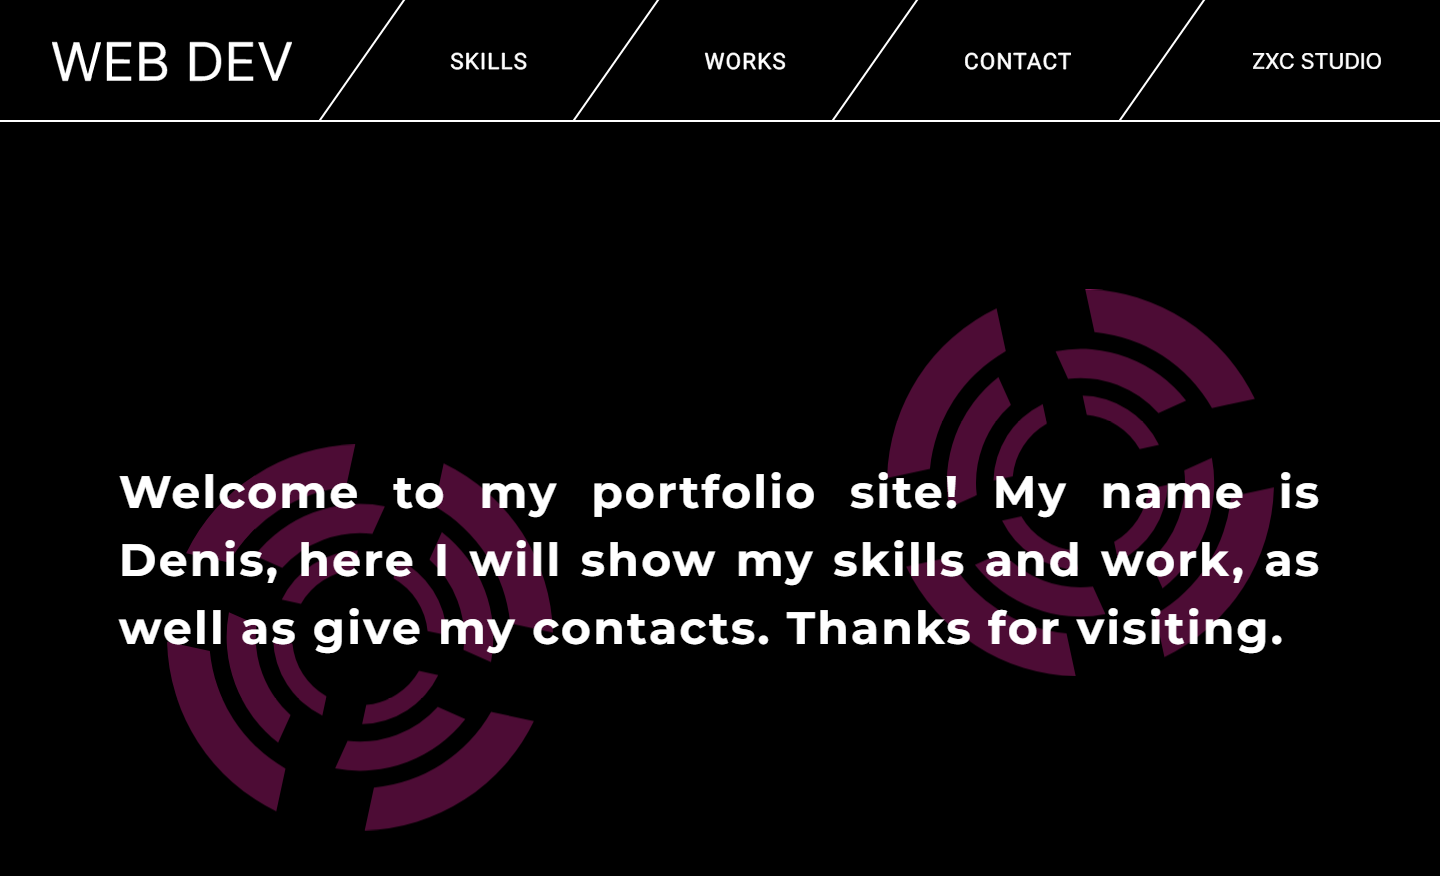 WEB DEV
SKILLS
WORKS
CONTACT
ZXC STUDIO
Welcome to my portfolio site! My name is
Denis, here I will show my skills and work, as
well as give my contacts. Thanks for visiting.